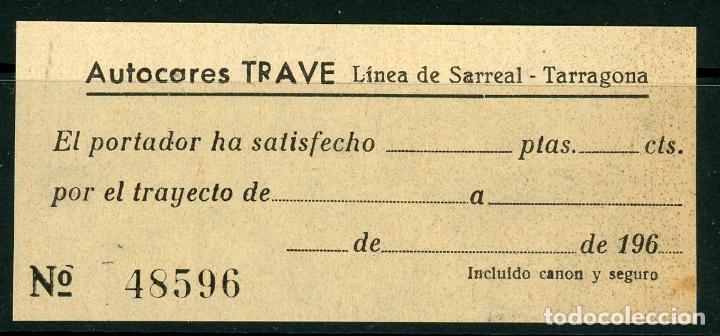 Autocares TRAVE Línea de Sarreal - Tarragona
El portador ha satisfecho ........ ptas. ........ cts.
por el trayecto de ........ a ........
........ de ........ de 196........
Incluido canon y seguro
Nº 48596
todocoleccion